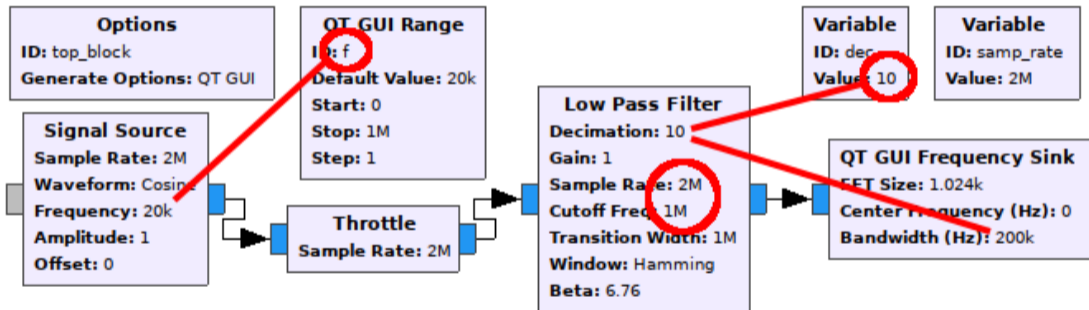 Options
ID: top_block
Generate Options: QT GUI
QT GUI Range
ID: f
Default Value: 20k
Start: 0
Stop: 1M
Step: 1
Variable
ID: dec
Value: 10
Variable
ID: samp_rate
Value: 2M
Signal Source
Sample Rate: 2M
Waveform: Cosine
Frequency: 20k
Amplitude: 1
Offset: 0
Throttle
Sample Rate: 2M
Low Pass Filter
Decimation: 10
Gain: 1
Sample Rate: 2M
Cutoff Freq: 1M
Transition Width: 1M
Window: Hamming
Beta: 6.76
QT GUI Frequency Sink
FFT Size: 1.024k
Center Frequency (Hz): 0
Bandwidth (Hz): 200k